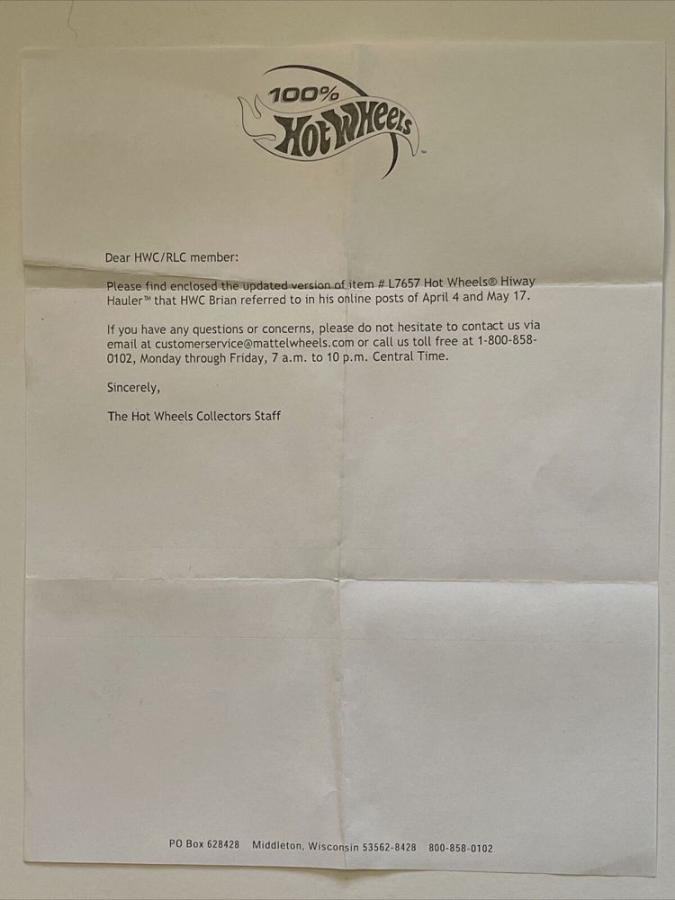 100%
Hot Wheels™
Dear HWC/RLC member:
Please find enclosed the updated version of item # L7657 Hot Wheels® Hiway
Hauler™ that HWC Brian referred to in his online posts of April 4 and May 17.
If you have any questions or concerns, please do not hesitate to contact us via
email at customerservice@mattelwheels.com or call us toll free at 1-800-858-
0102, Monday through Friday, 7 a.m. to 10 p.m. Central Time.
Sincerely,
The Hot Wheels Collectors Staff
PO Box 628428 Middleton, Wisconsin 53562-8428 800-858-0102